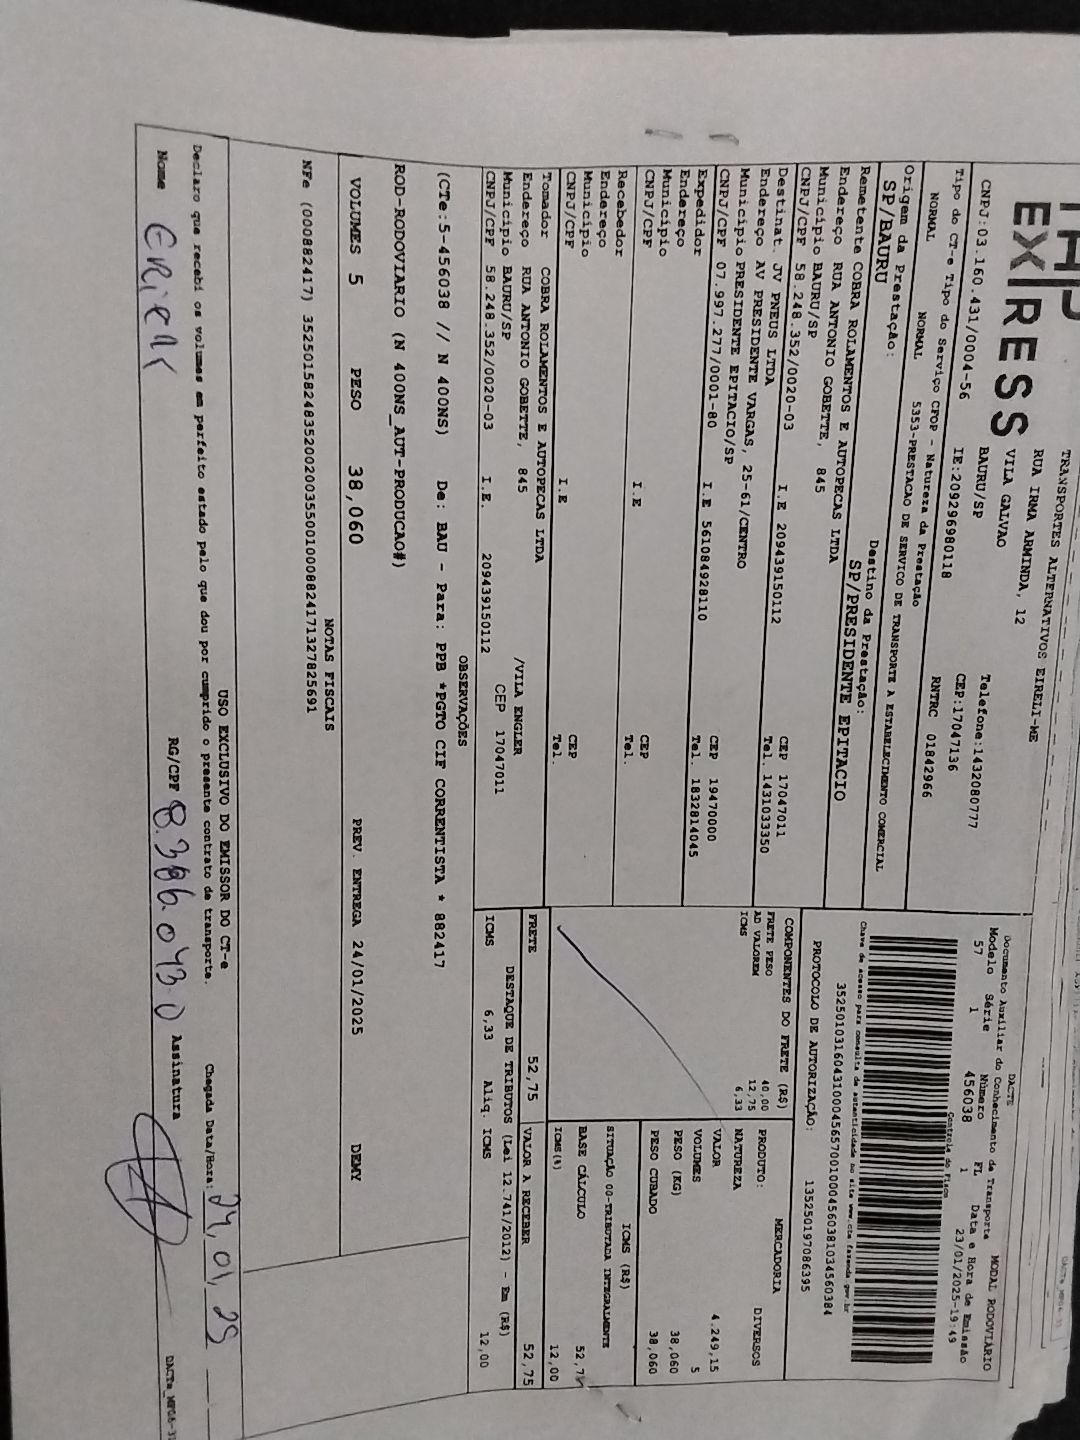 EX RESS
TRANSPORTES ALTERNATIVOS EIRELI-ME
RUA IRMA ARMINDA, 12
VILA GALVAO
BAURU/SP
Telefone:1432080777
CNPJ:03.160.431/0004-56 IE:209296980118 CEP:17047136
RNTRC 01842966
Tipo do CT-e Tipo do Serviço CFOP - Natureza da Prestação
NORMAL NORMAL 5353-PRESTACAO DE SERVICO DE TRANSPORTE A ESTABELECIMENTO COMERCIAL
Origem da Prestação: Destino da Prestação:
SP/BAURU SP/PRESIDENTE EPITACIO
Remetente COBRA ROLAMENTOS E AUTOPECAS LTDA
Endereço RUA ANTONIO GOBETTE, 845
Município BAURU/SP CEP 17047011
CNPJ/CPF 58.248.352/0020-03 I.E 209439150112 Tel. 1431033350
Destinat. JV PNEUS LTDA
Endereço AV PRESIDENTE VARGAS, 25-61/CENTRO
Município PRESIDENTE EPITACIO/SP CEP 19470000
CNPJ/CPF 07.997.277/0001-80 I.E 561084928110 Tel. 1832814045
Expedidor
Endereço
Município CEP
CNPJ/CPF I.E Tel.
Recebedor
Endereço
Município CEP
CNPJ/CPF I.E Tel.
Tomador COBRA ROLAMENTOS E AUTOPECAS LTDA
Endereço RUA ANTONIO GOBETTE, 845 /VILA ENGLER
Município BAURU/SP CEP 17047011
CNPJ/CPF 58.248.352/0020-03 I.E. 209439150112
DACTE
Documento Auxiliar do Conhecimento de Transporte MODAL RODOVIÁRIO
Modelo Série Número FL Data e Hora de Emissão
57 1 456038 1 23/01/2025-19:49
Controle do Fisco
Chave de acesso para consulta de autenticidade no site www.cte.fazenda.gov.br
35250103160431000456570010004560381034560384
PROTOCOLO DE AUTORIZAÇÃO: 135250197086395
COMPONENTES DO FRETE (R$)
FRETE PESO 40,00
AD VALOREM 12,75
ICMS 6,33
MERCADORIA
PRODUTO: DIVERSOS
NATUREZA
VALOR 4.249,15
VOLUMES 5
PESO (KG) 38,060
PESO CUBADO 38,060
ICMS (R$)
SITUAÇÃO 00-TRIBUTADA INTEGRALMENTE
BASE CÁLCULO
ICMS(%) 12,00
FRETE 52,75 VALOR A RECEBER 52,75
DESTAQUE DE TRIBUTOS (Lei 12.741/2012) - Em (R$)
ICMS 6,33 Aliq. ICMS 12,00
OBSERVAÇÕES
(CTe:5-456038 // N 400NS) De: BAU - Para: PPB *PGTO CIF CORRENTISTA * 882417
ROD-RODOVIARIO (N 400NS_AUT-PRODUCAO#)
VOLUMES 5 PESO 38,060 PREV. ENTREGA 24/01/2025 DEMY
NOTAS FISCAIS
NFe (000882417) 35250158248352002003550010008824171327825691
USO EXCLUSIVO DO EMISSOR DO CT-e
Declaro que recebi os volumes em perfeito estado pelo que dou por cumprido o presente contrato de transporte. Chegada Data/Hora: 24,01,25
Nome RG/CPF Assinatura